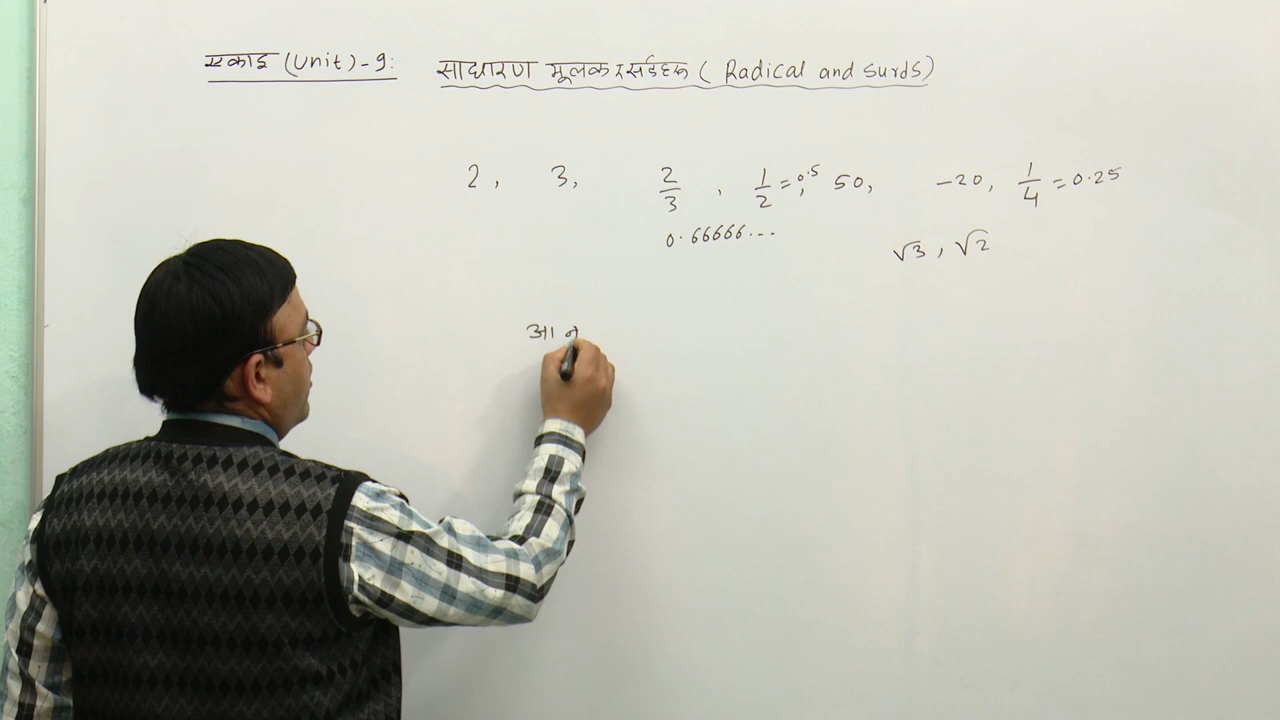 एकाइ (Unit)-9:
साधारण मूलक र सर्डहरू (Radical and surds)
2, 3, 2/3, 1/2 = 0.5, 50, -20, 1/4 = 0.25
0.66666...
√3, √2
आ न